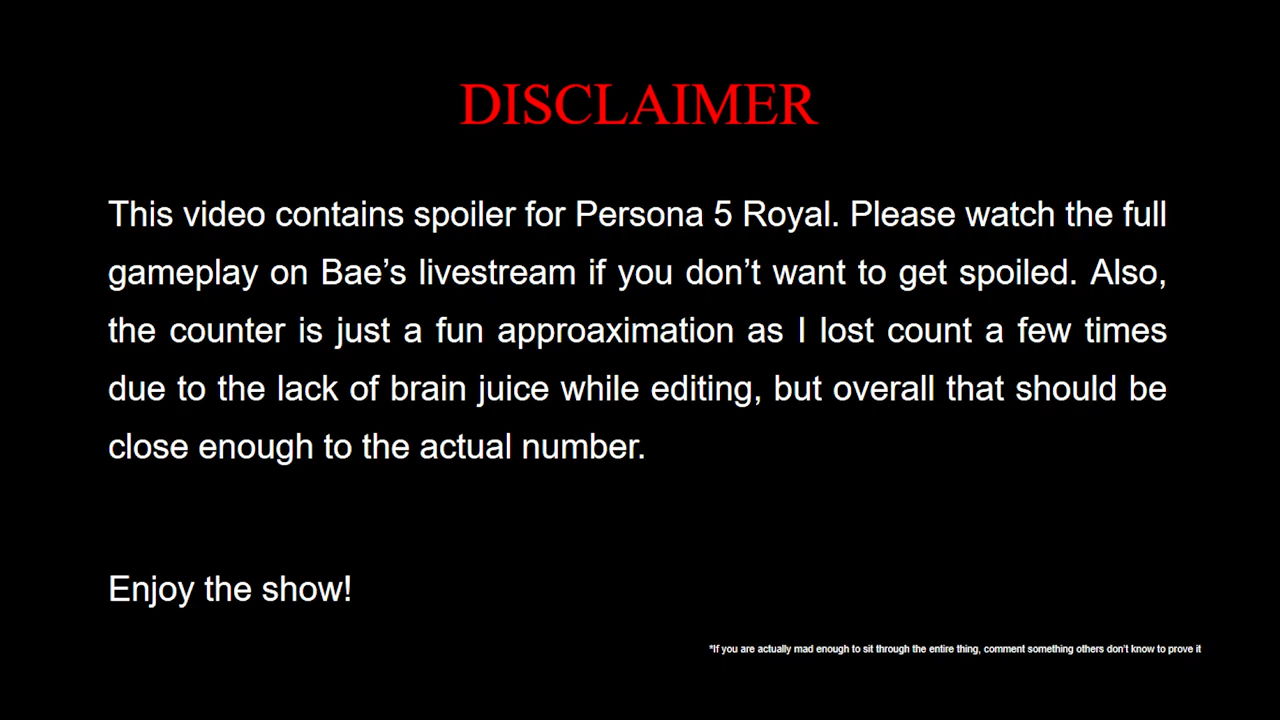 DISCLAIMER
This video contains spoiler for Persona 5 Royal. Please watch the full
gameplay on Bae’s livestream if you don’t want to get spoiled. Also,
the counter is just a fun approaximation as I lost count a few times
due to the lack of brain juice while editing, but overall that should be
close enough to the actual number.
Enjoy the show!
*If you are actually mad enough to sit through the entire thing, comment something others don’t know to prove it